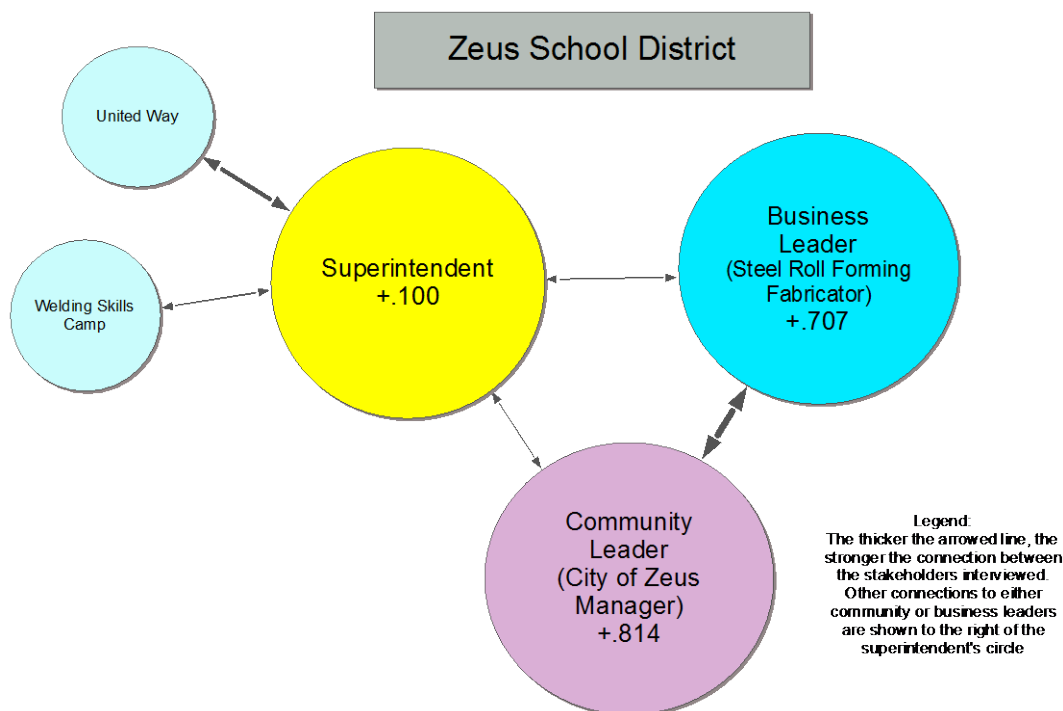 Zeus School District
United Way
Superintendent
+.100
Business
Leader
(Steel Roll Forming
Fabricator)
+.707
Welding Skills
Camp
Community
Leader
(City of Zeus
Manager)
+.814
Legend:
The thicker the arrowed line, the
stronger the connection between
the stakeholders interviewed.
Other connections to either
community or business leaders
are shown to the right of the
superintendent's circle